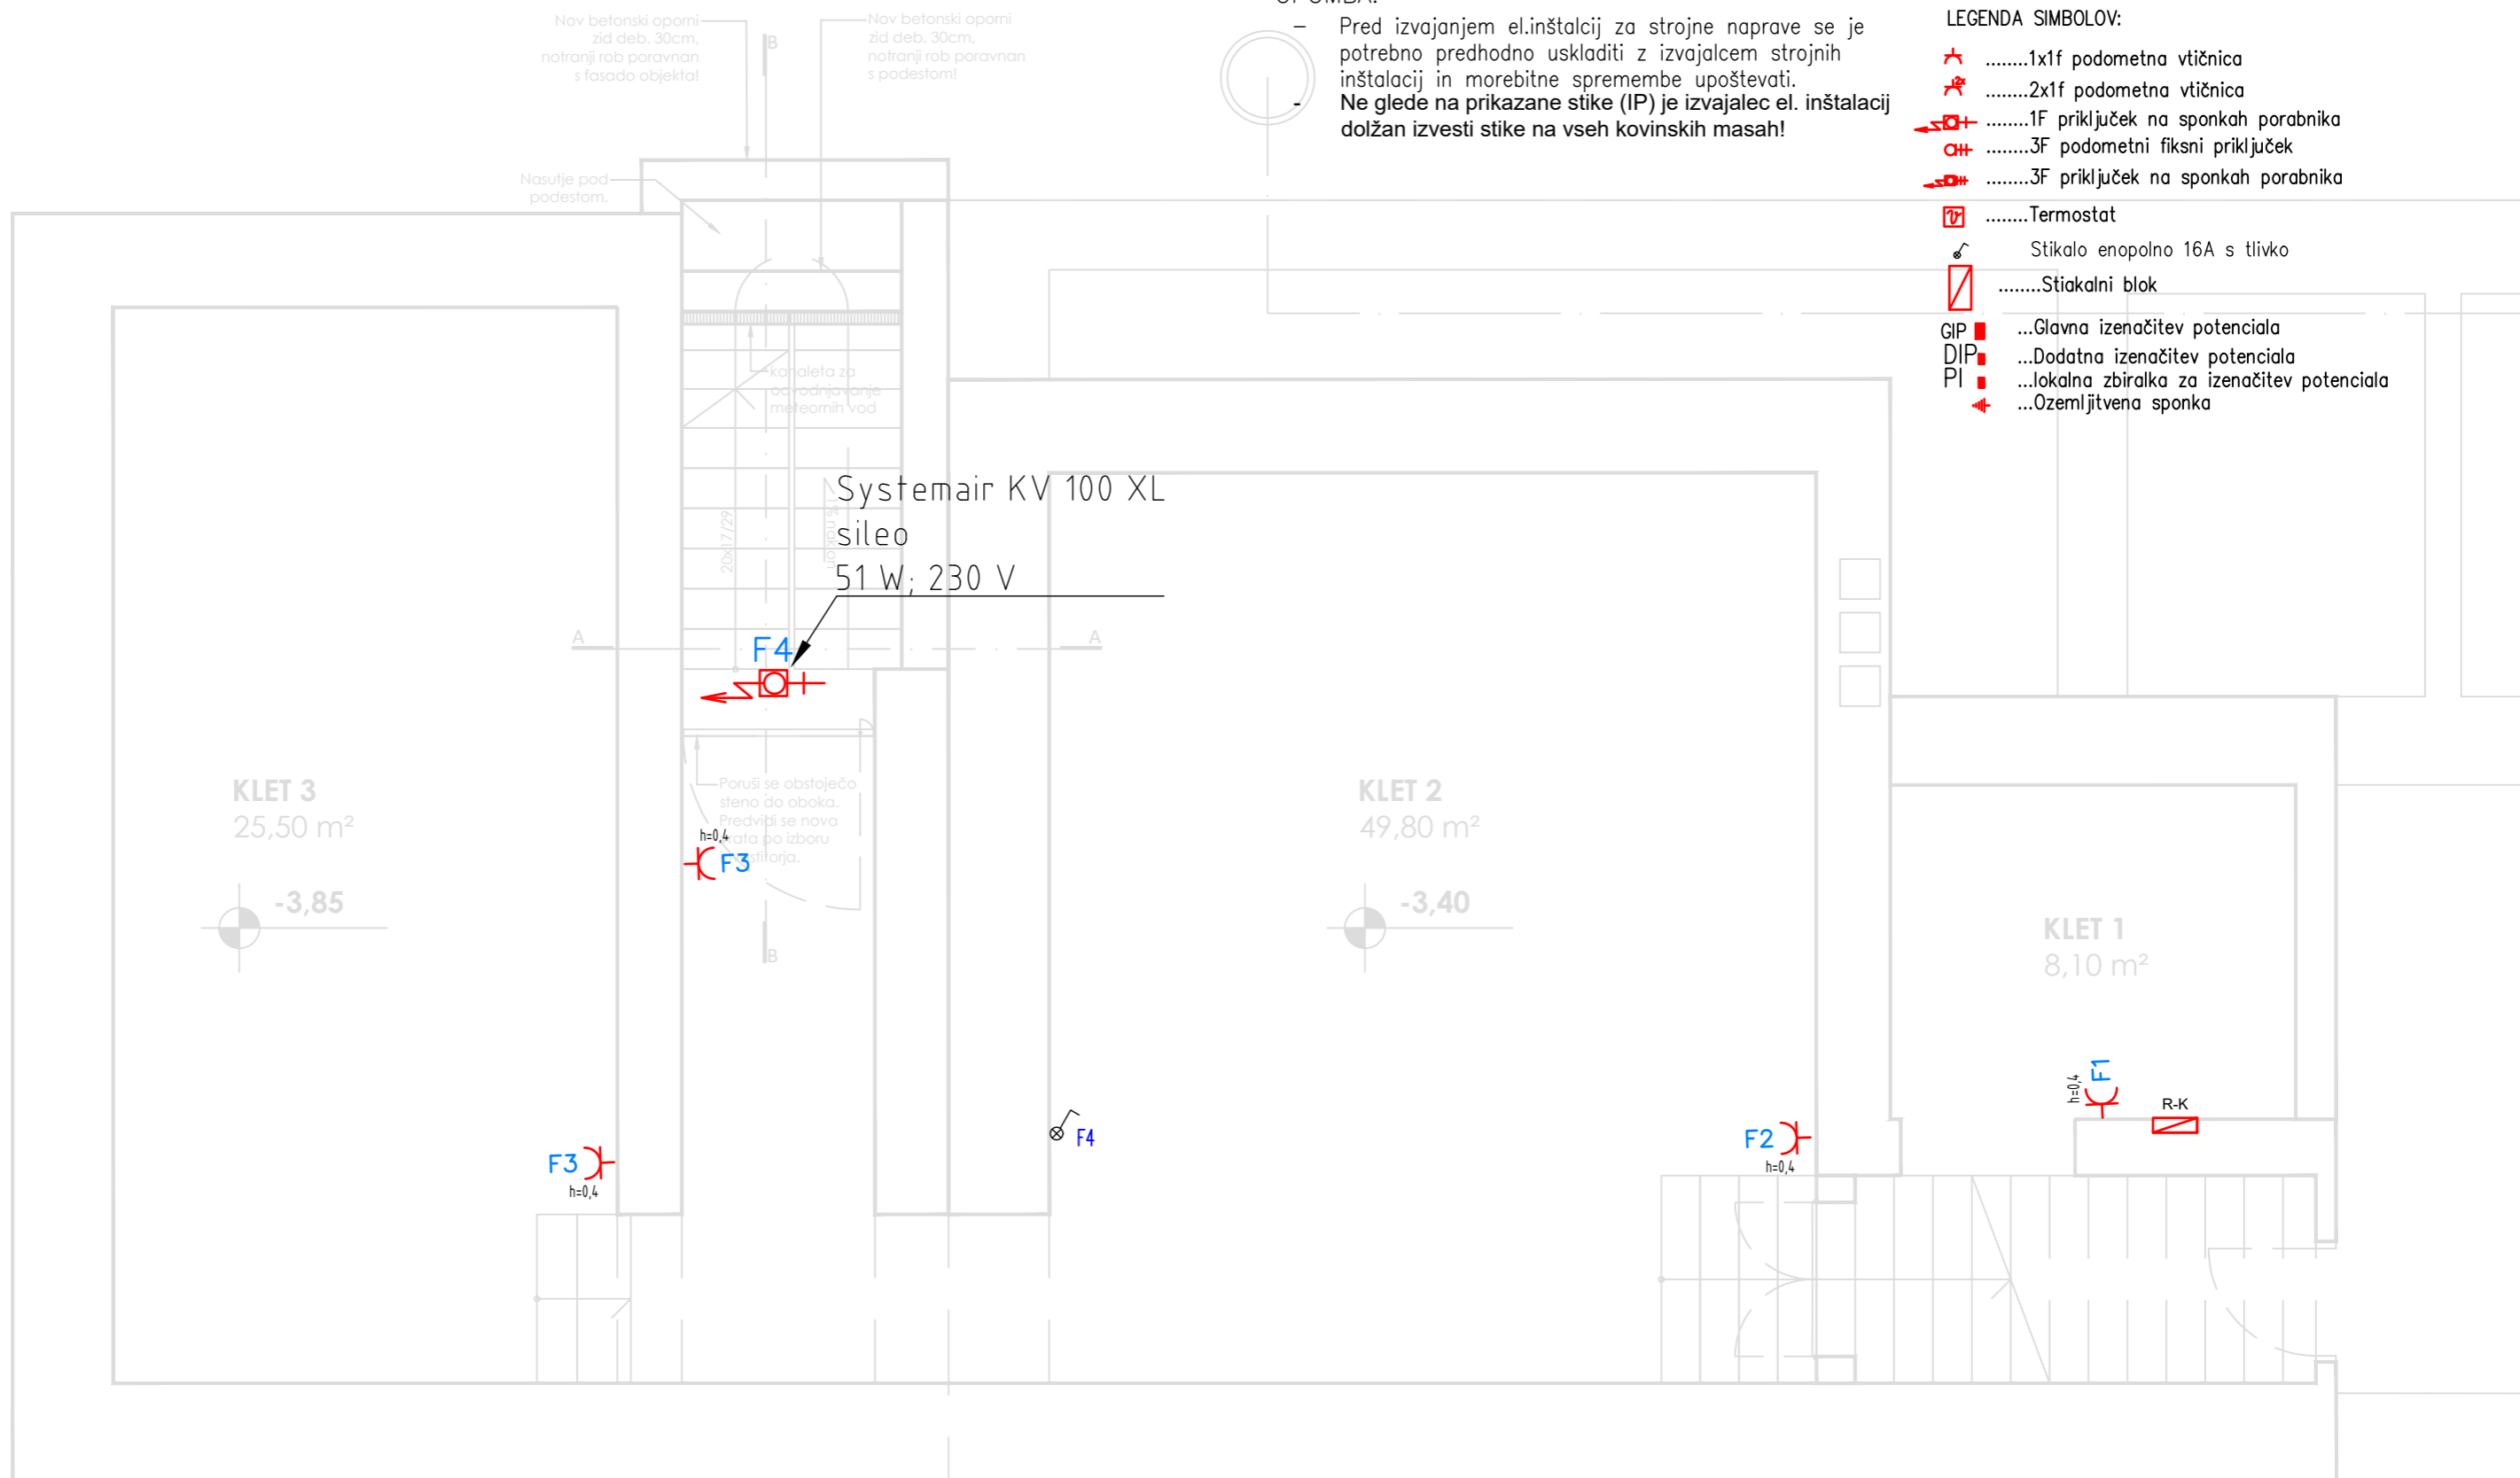 Nov betonski oporni
zid deb. 30cm,
notranji rob poravnan
s fasado objekta!
B
Nov betonski oporni
zid deb. 30cm,
notranji rob poravnan
s podestom!
Nasutje pod
podestom.
– Pred izvajanjem el.inštalcij za strojne naprave se je
potrebno predhodno uskladiti z izvajalcem strojnih
inštalacij in morebitne spremembe upoštevati.
- Ne glede na prikazane stike (IP) je izvajalec el. inštalacij
dolžan izvesti stike na vseh kovinskih masah!
LEGENDA SIMBOLOV:
........1x1f podometna vtičnica
2x ........2x1f podometna vtičnica
........1F priključek na sponkah porabnika
........3F podometni fiksni priključek
........3F priključek na sponkah porabnika
........Termostat
Stikalo enopolno 16A s tlivko
........Stiakalni blok
GIP ...Glavna izenačitev potenciala
DIP ...Dodatna izenačitev potenciala
PI ...lokalna zbiralka za izenačitev potenciala
...Ozemljitvena sponka
kanaleta za
odvodnjavanje
meteornih vod
20x17/29
Systemair KV 100 XL
sileo
51 W; 230 V
A
A
F4
Poruši se obstoječo
steno do oboka.
Predvidi se nova
vrata po izboru
h=0,4
F3
B
KLET 3
25,50 m²
-3,85
KLET 2
49,80 m²
-3,40
KLET 1
8,10 m²
F3
h=0,4
F4
F2
h=0,4
h=0,4
F1
R-K